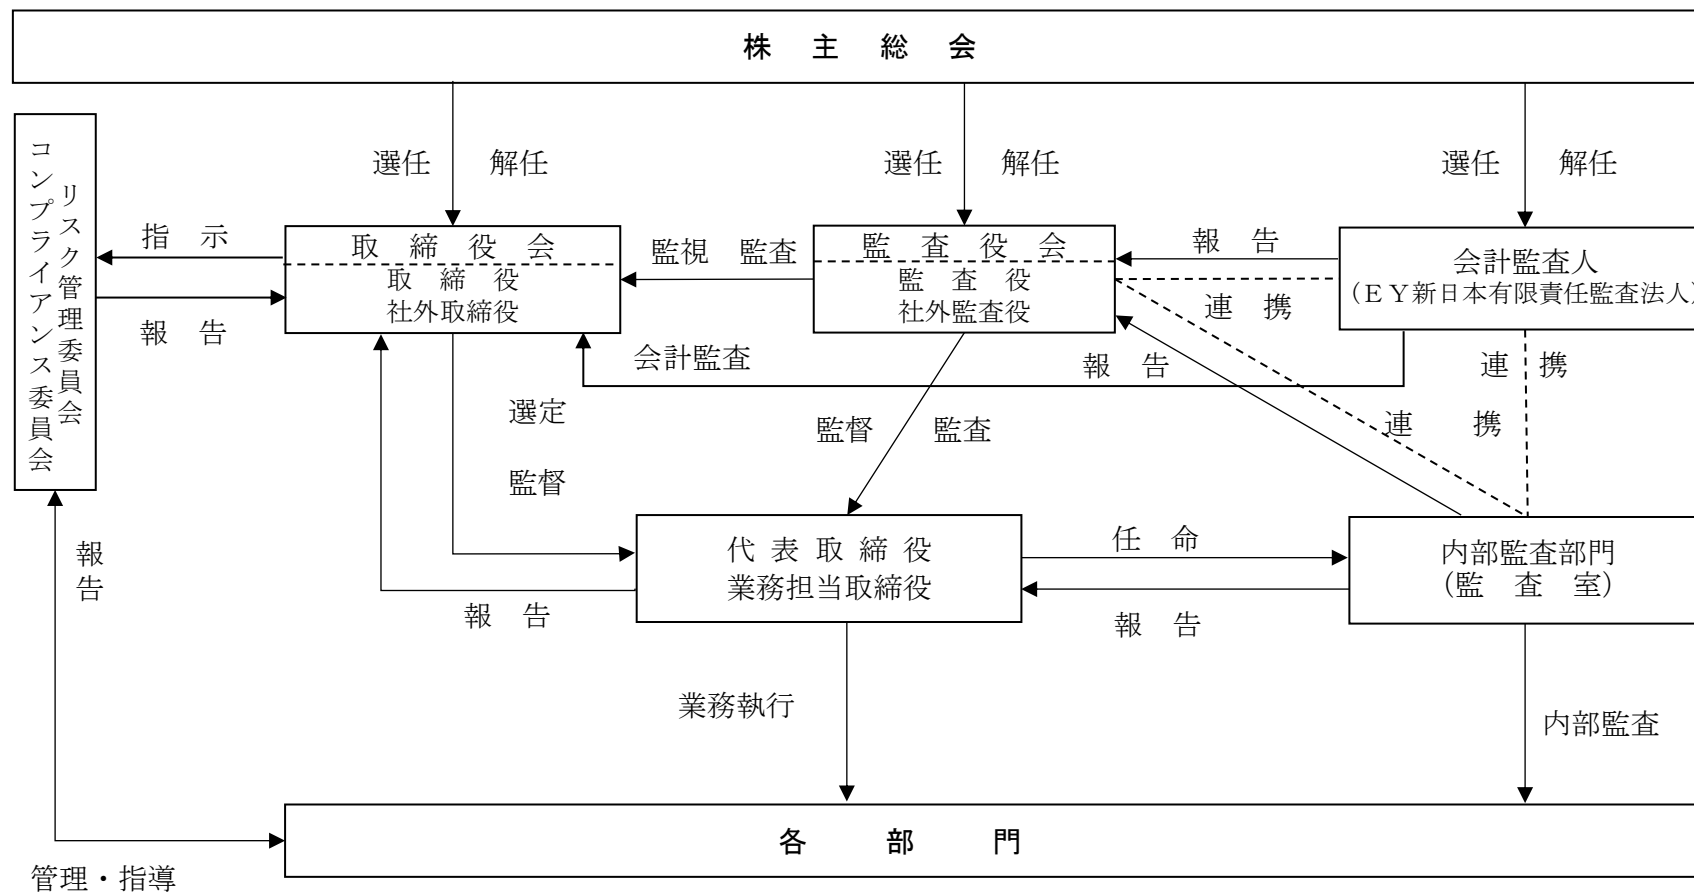 株 主 総 会
選任 解任
選任 解任
選任 解任
リスク管理委員会
コンプライアンス委員会
指 示
報 告
取 締 役 会
取 締 役
社外取締役
監視 監査
監 査 役 会
監 査 役
社外監査役
報 告
連 携
会計監査人
(EY新日本有限責任監査法人)
会計監査
報 告
連 携
選定
監督
監督 監査
連 携
報告
代 表 取 締 役
業務担当取締役
任 命
報 告
内部監査部門
(監 査 室)
報 告
業務執行
内部監査
各 部 門
管理・指導